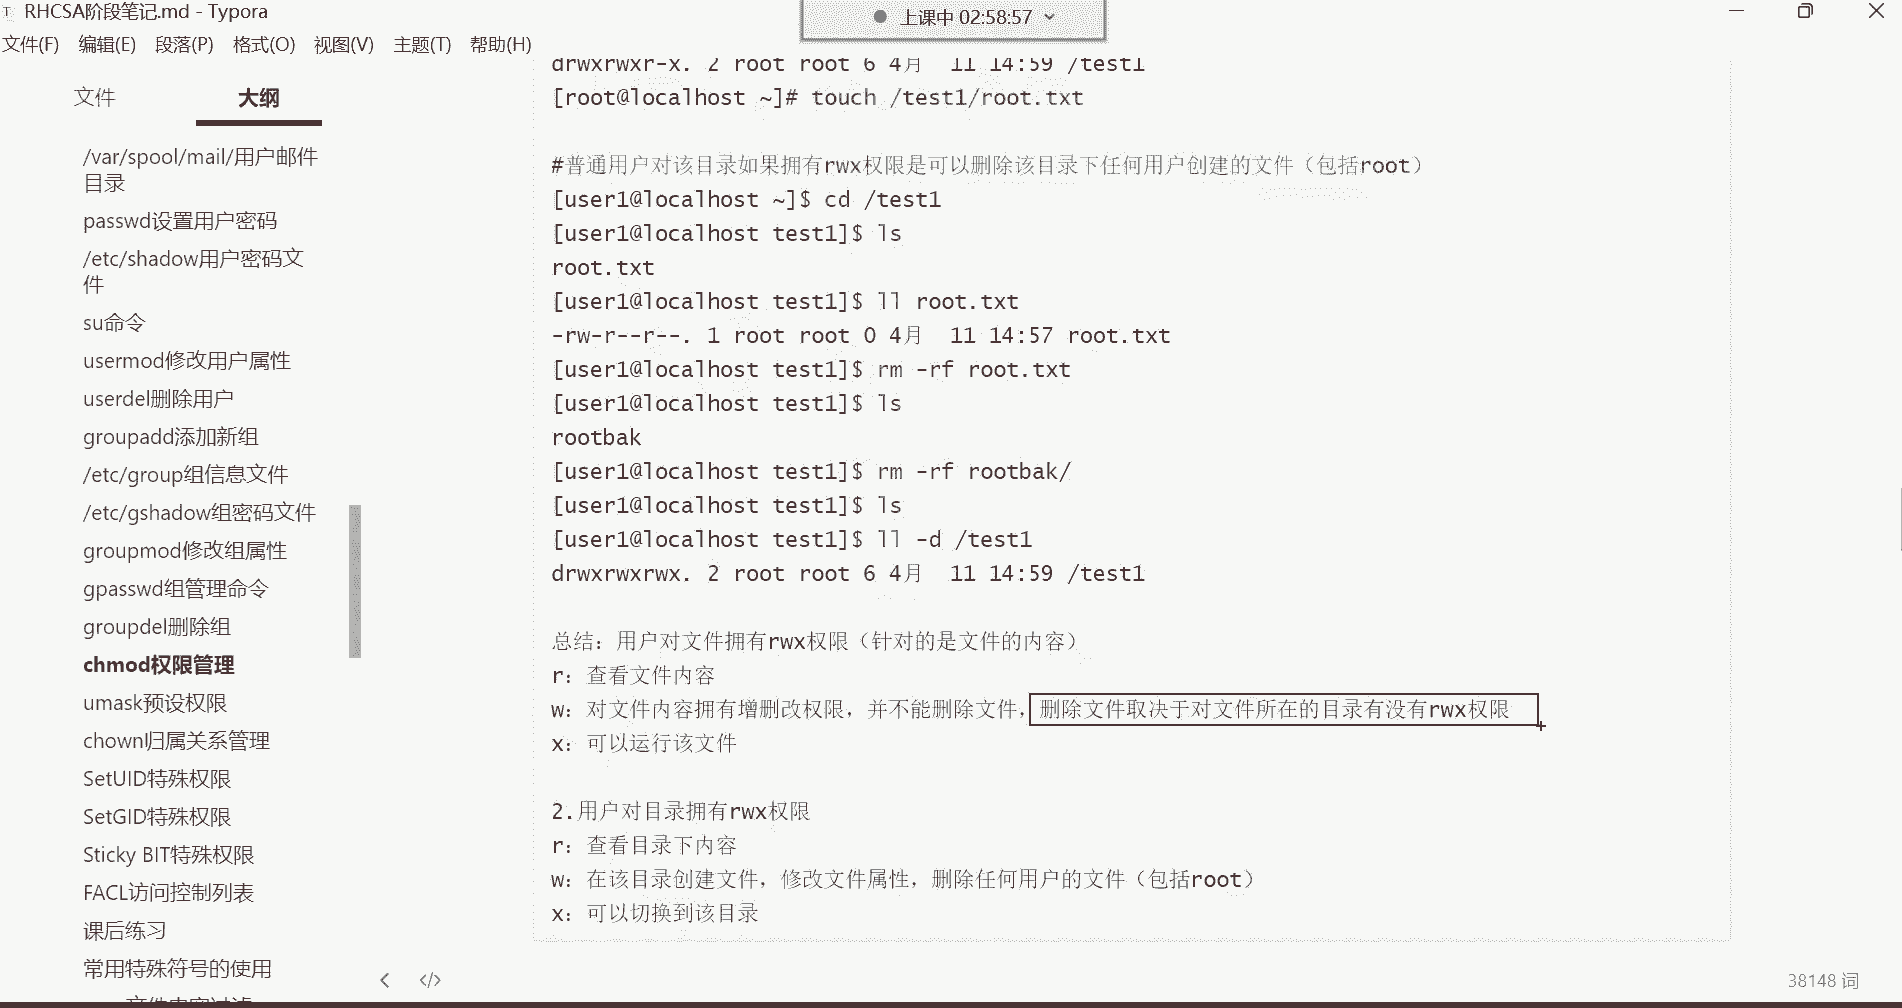 RHCSA阶段笔记.md - Typora
上课中 02:58:57
文件(F) 编辑(E) 段落(P) 格式(O) 视图(V) 主题(T) 帮助(H)
文件 大纲
/var/spool/mail/用户邮件
目录
passwd设置用户密码
/etc/shadow用户密码文
件
su命令
usermod修改用户属性
userdel删除用户
groupadd添加新组
/etc/group组信息文件
/etc/gshadow组密码文件
groupmod修改组属性
gpasswd组管理命令
groupdel删除组
chmod权限管理
umask预设权限
chown归属关系管理
SetUID特殊权限
SetGID特殊权限
Sticky BIT特殊权限
FACL访问控制列表
课后练习
常用特殊符号的使用
drwxrwxr-x. 2 root root 6 4月  11 14:59 /test1
[root@localhost ~]# touch /test1/root.txt
#普通用户对该目录如果拥有rwx权限是可以删除该目录下任何用户创建的文件（包括root）
[user1@localhost ~]$ cd /test1
[user1@localhost test1]$ ls
root.txt
[user1@localhost test1]$ ll root.txt
-rw-r--r--. 1 root root 0 4月  11 14:57 root.txt
[user1@localhost test1]$ rm -rf root.txt
[user1@localhost test1]$ ls
rootbak
[user1@localhost test1]$ rm -rf rootbak/
[user1@localhost test1]$ ls
[user1@localhost test1]$ ll -d /test1
drwxrwxrwx. 2 root root 6 4月  11 14:59 /test1
总结：用户对文件拥有rwx权限（针对的是文件的内容）
r：查看文件内容
w：对文件内容拥有增删改权限，并不能删除文件，删除文件取决于对文件所在的目录有没有rwx权限
x：可以运行该文件
2.用户对目录拥有rwx权限
r：查看目录下内容
w：在该目录创建文件，修改文件属性，删除任何用户的文件（包括root）
x：可以切换到该目录
38148 词